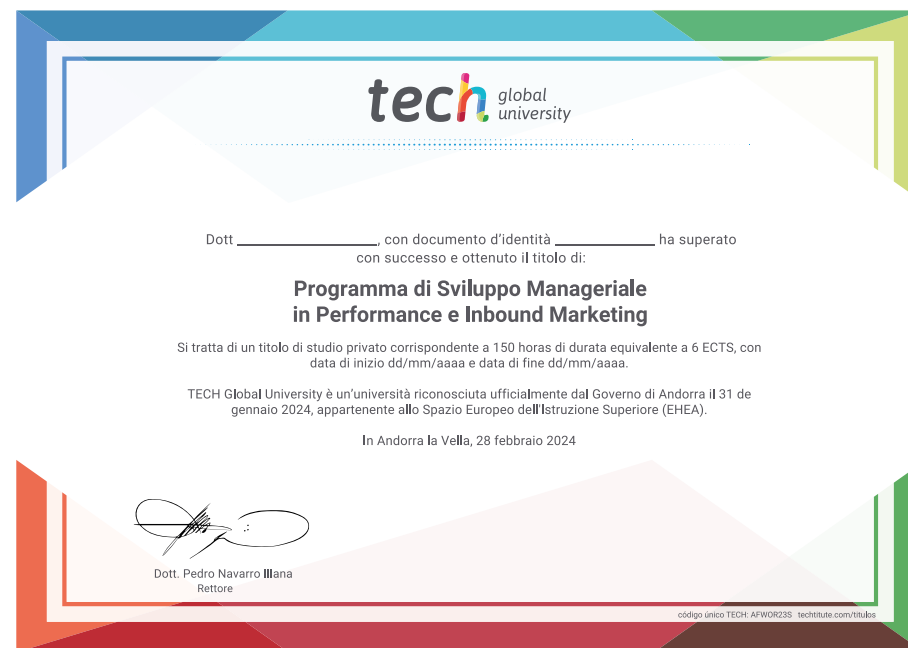 tech global
university
Dott ____________________, con documento d'identità __________________ ha superato
con successo e ottenuto il titolo di:
Programma di Sviluppo Manageriale
in Performance e Inbound Marketing
Si tratta di un titolo di studio privato corrispondente a 150 horas di durata equivalente a 6 ECTS, con
data di inizio dd/mm/aaaa e data di fine dd/mm/aaaa.
TECH Global University è un'università riconosciuta ufficialmente dal Governo di Andorra il 31 de
gennaio 2024, appartenente allo Spazio Europeo dell'Istruzione Superiore (EHEA).
In Andorra la Vella, 28 febbraio 2024
Dott. Pedro Navarro Illana
Rettore
código único TECH: AFWOR23S techtitute.com/titulos